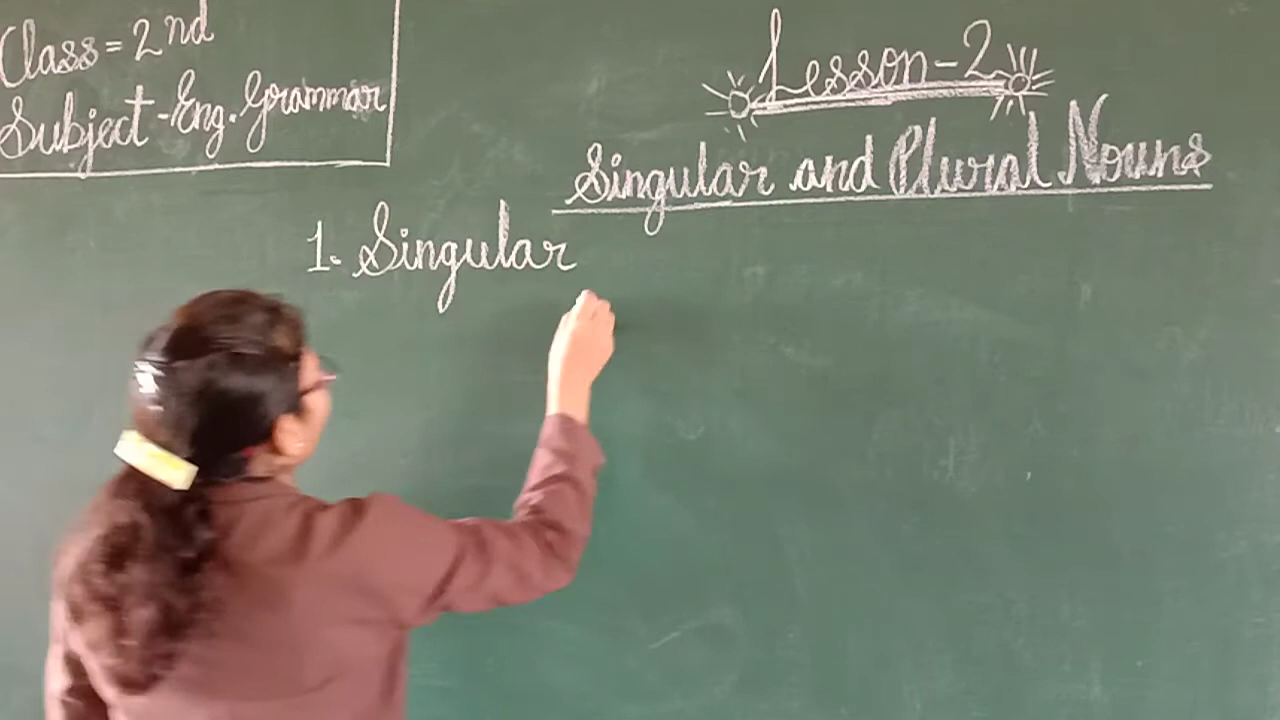 Class = 2nd
Subject - Eng. Grammar
Lesson - 2
Singular and Plural Nouns
1. Singular